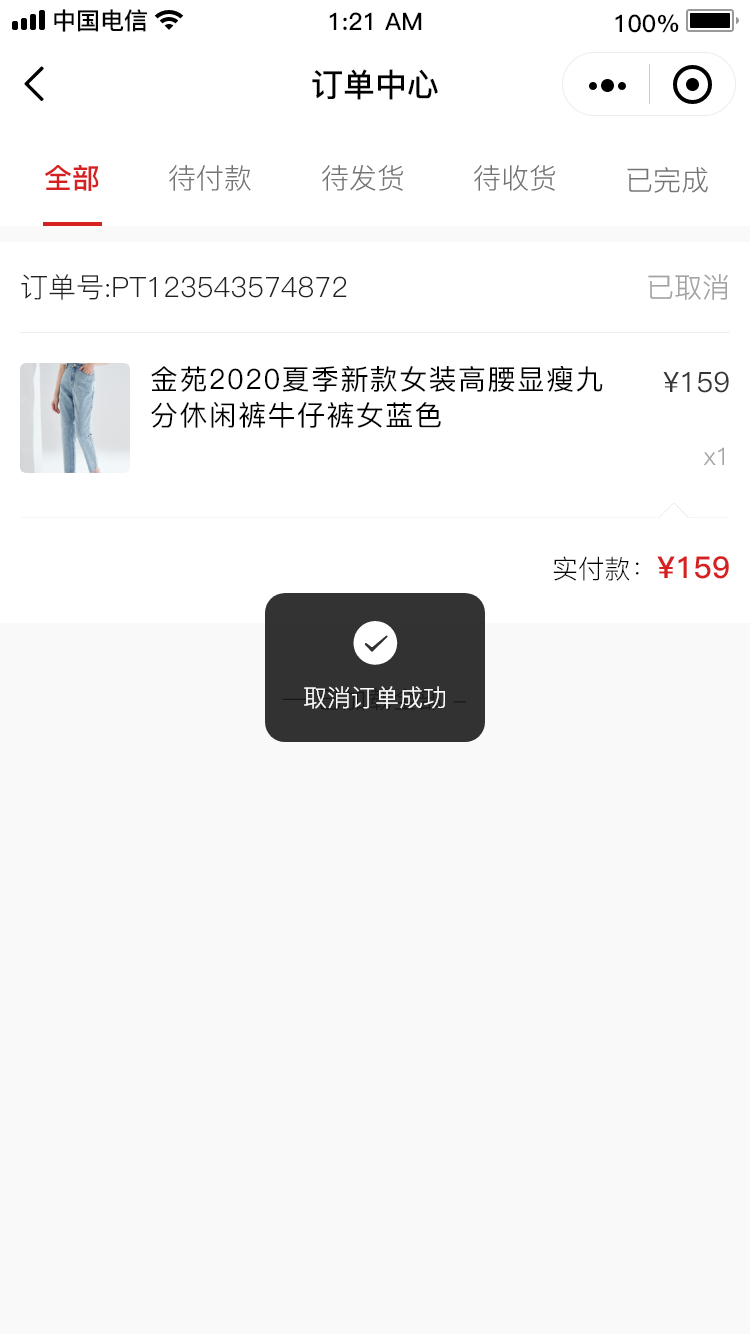 中国电信
1:21 AM
100%
订单中心
全部
待付款
待发货
待收货
已完成
订单号:PT123543574872
已取消
金苑2020夏季新款女装高腰显瘦九
分休闲裤牛仔裤女蓝色
¥159
x1
实付款：¥159
取消订单成功